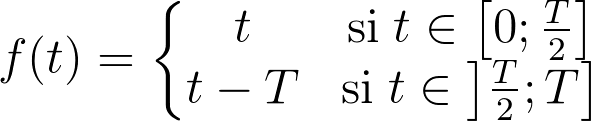 f(t) = { t si t ∈ [0; T/2]
t − T si t ∈ ]T/2; T]